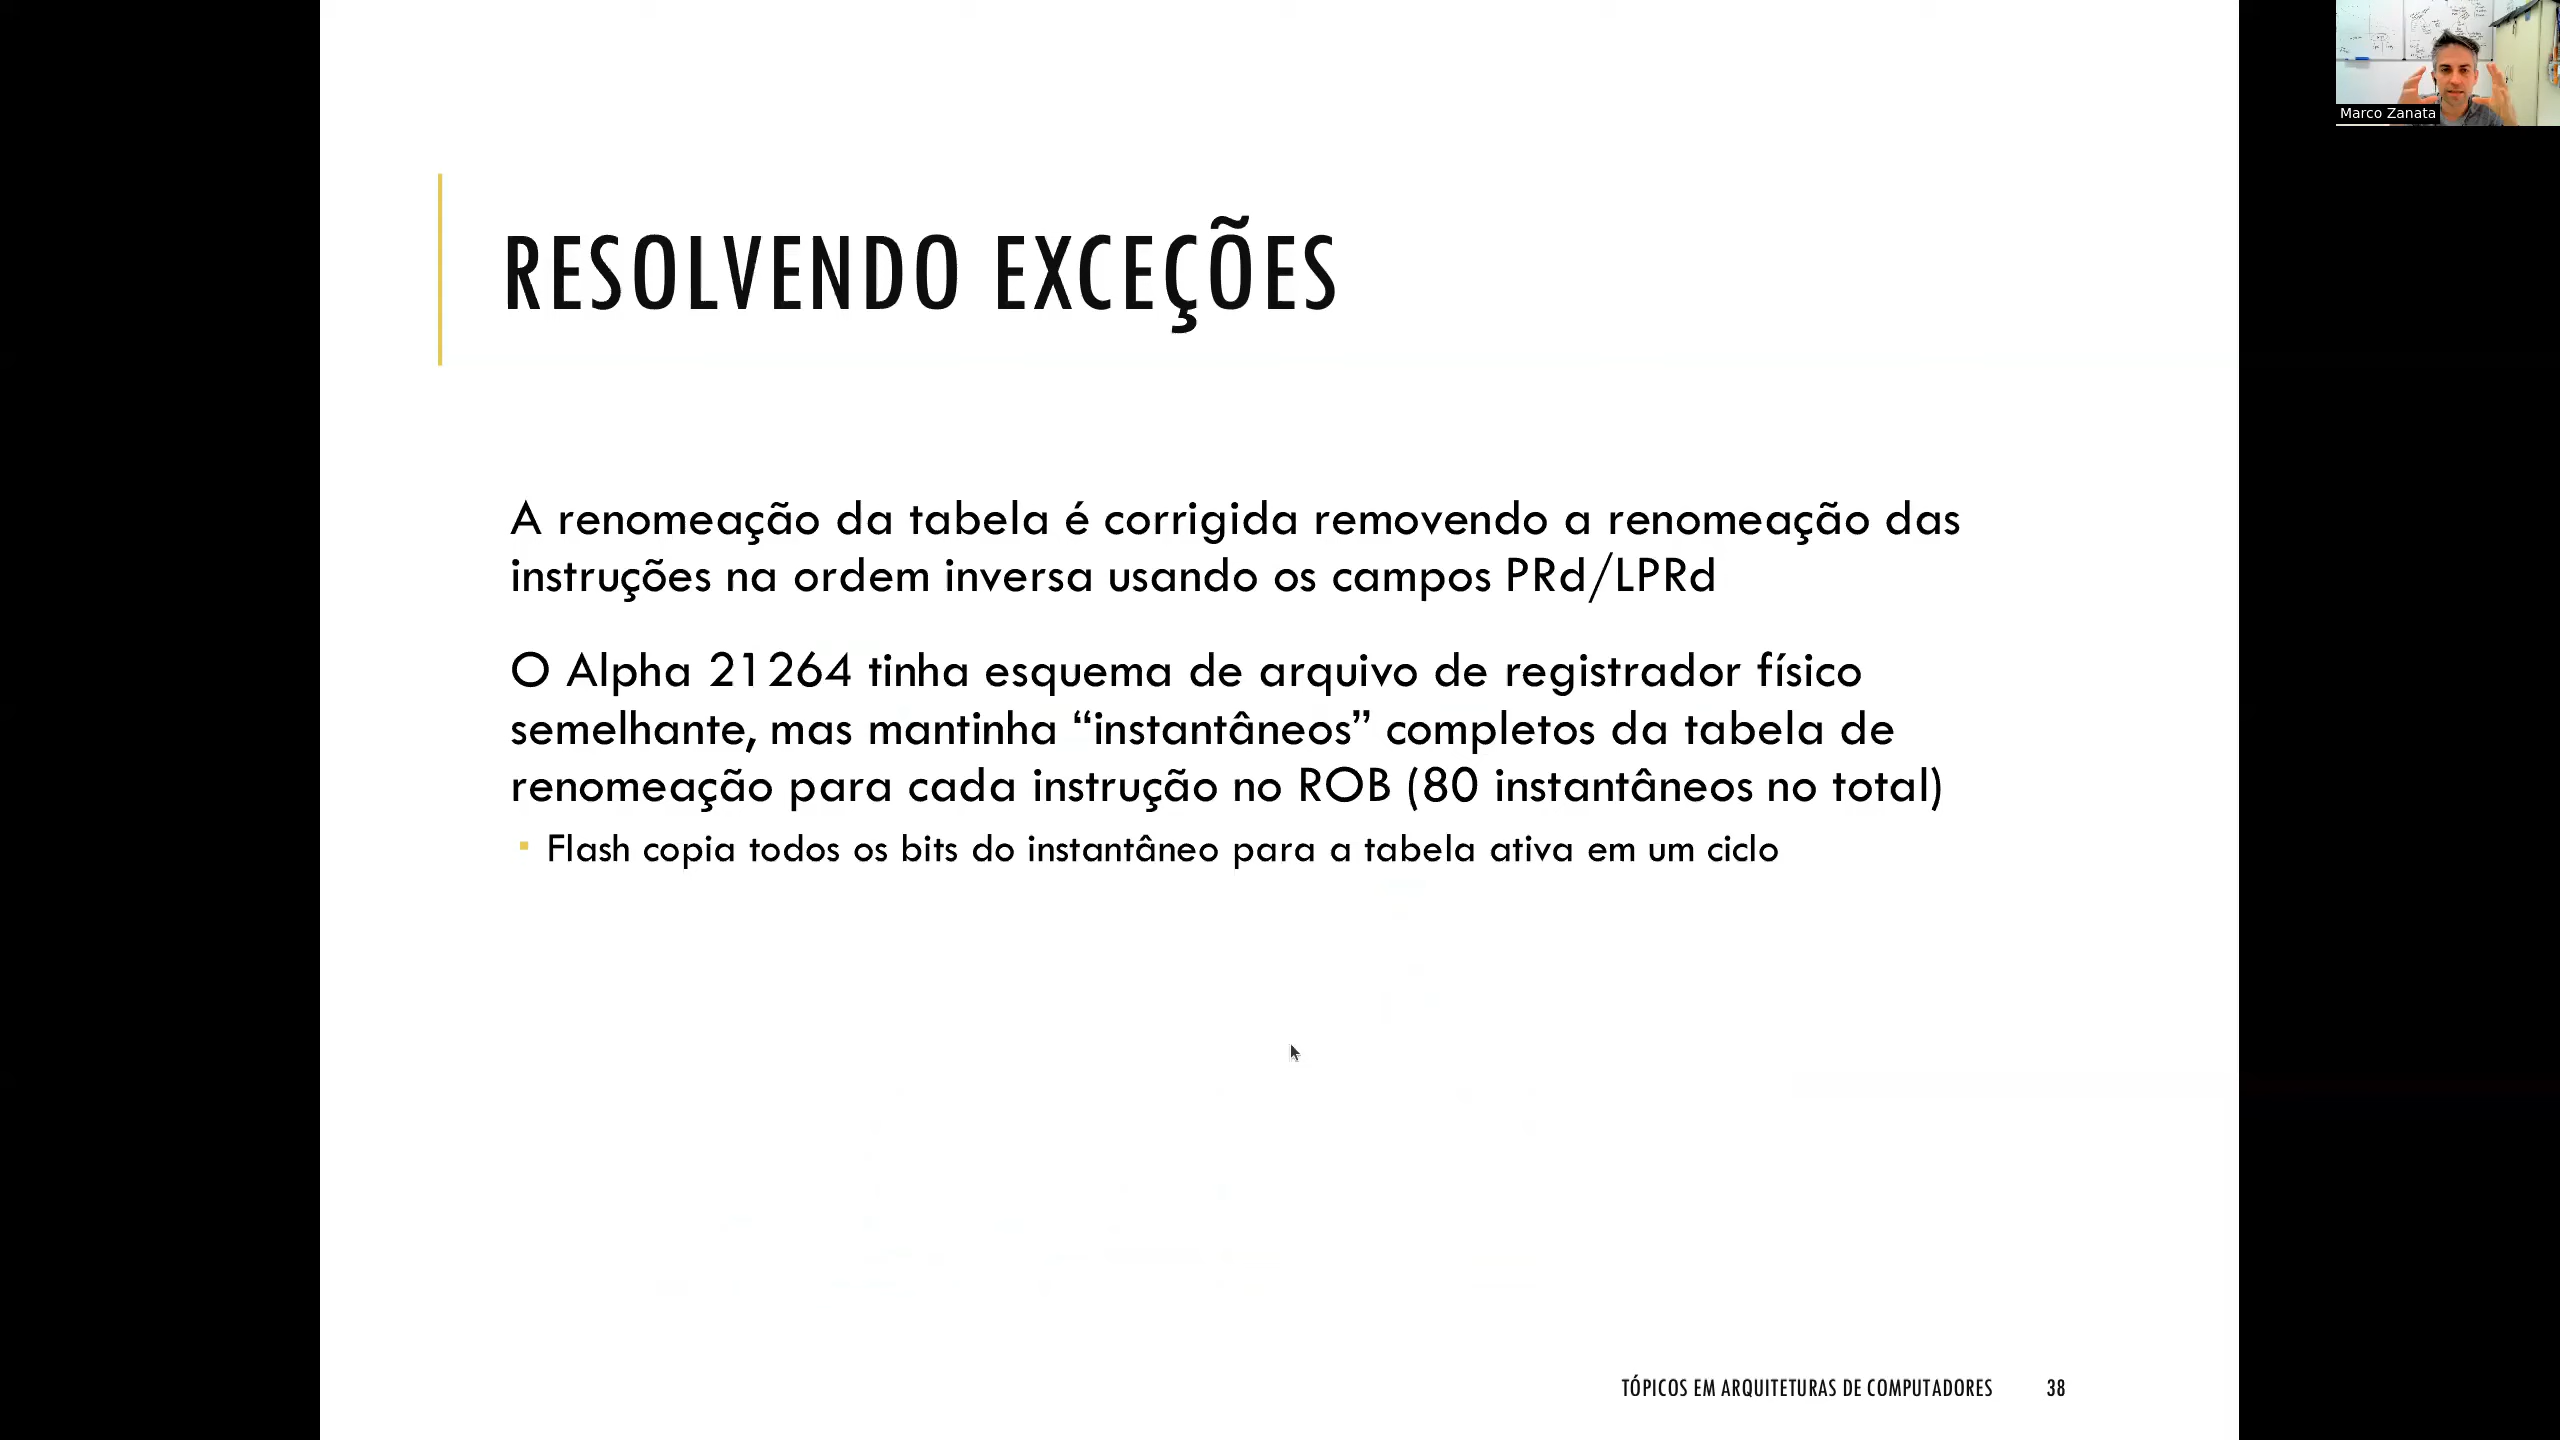 Marco Zanata
RESOLVENDO EXCEÇÕES
A renomeação da tabela é corrigida removendo a renomeação das
instruções na ordem inversa usando os campos PRd/LPRd
O Alpha 21264 tinha esquema de arquivo de registrador físico
semelhante, mas mantinha “instantâneos” completos da tabela de
renomeação para cada instrução no ROB (80 instantâneos no total)
▪ Flash copia todos os bits do instantâneo para a tabela ativa em um ciclo
TÓPICOS EM ARQUITETURAS DE COMPUTADORES 38